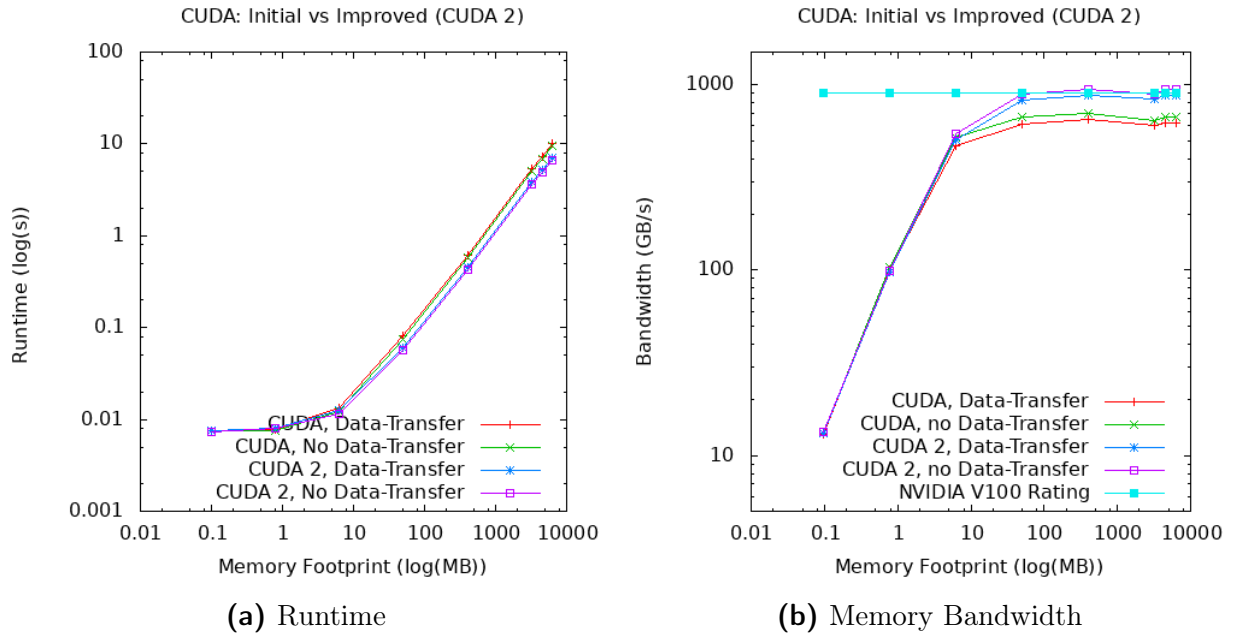 CUDA: Initial vs Improved (CUDA 2)
100
10
1
0.1
0.01
0.001
Runtime (log(s))
CUDA, Data-Transfer
CUDA, No Data-Transfer
CUDA 2, Data-Transfer
CUDA 2, No Data-Transfer
0.01 0.1 1 10 100 1000 10000
Memory Footprint (log(MB))
(a) Runtime
CUDA: Initial vs Improved (CUDA 2)
1000
100
10
Bandwidth (GB/s)
CUDA, Data-Transfer
CUDA, no Data-Transfer
CUDA 2, Data-Transfer
CUDA 2, no Data-Transfer
NVIDIA V100 Rating
0.01 0.1 1 10 100 1000 10000
Memory Footprint (log(MB))
(b) Memory Bandwidth